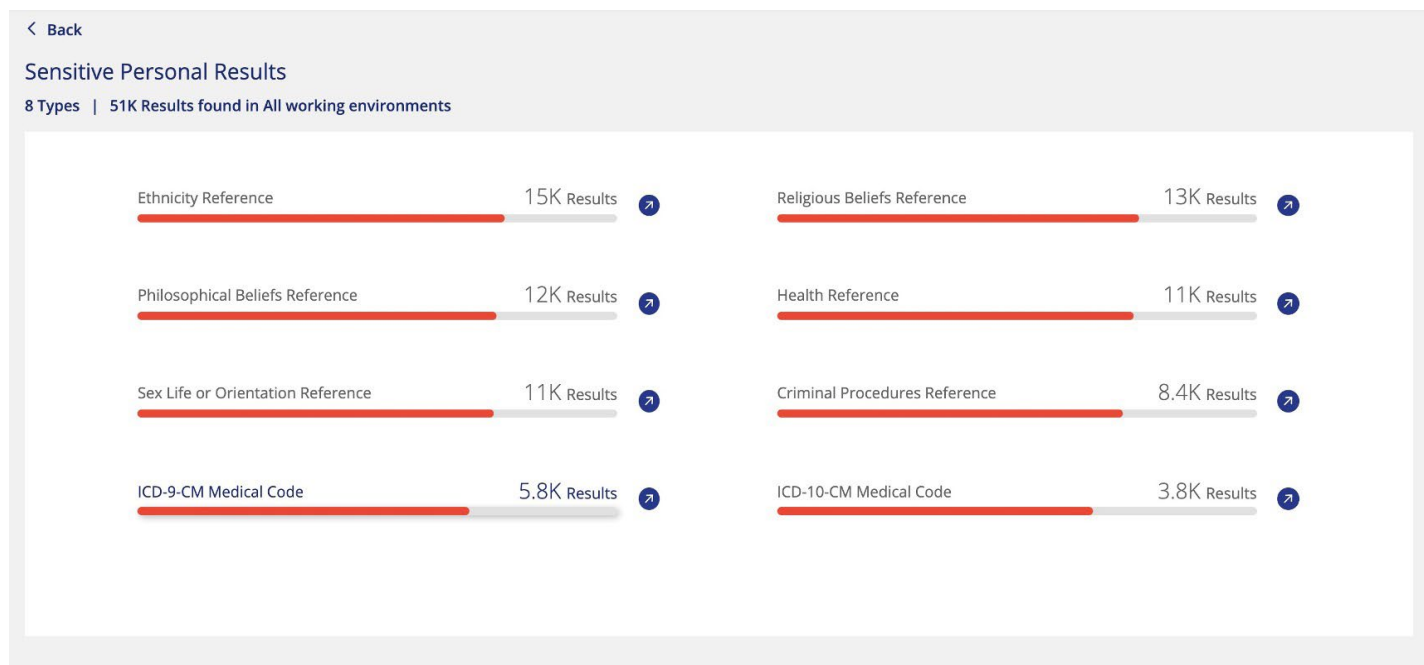 Back
Sensitive Personal Results
8 Types | 51K Results found in All working environments
Ethnicity Reference 15K Results
Religious Beliefs Reference 13K Results
Philosophical Beliefs Reference 12K Results
Health Reference 11K Results
Sex Life or Orientation Reference 11K Results
Criminal Procedures Reference 8.4K Results
ICD-9-CM Medical Code 5.8K Results
ICD-10-CM Medical Code 3.8K Results